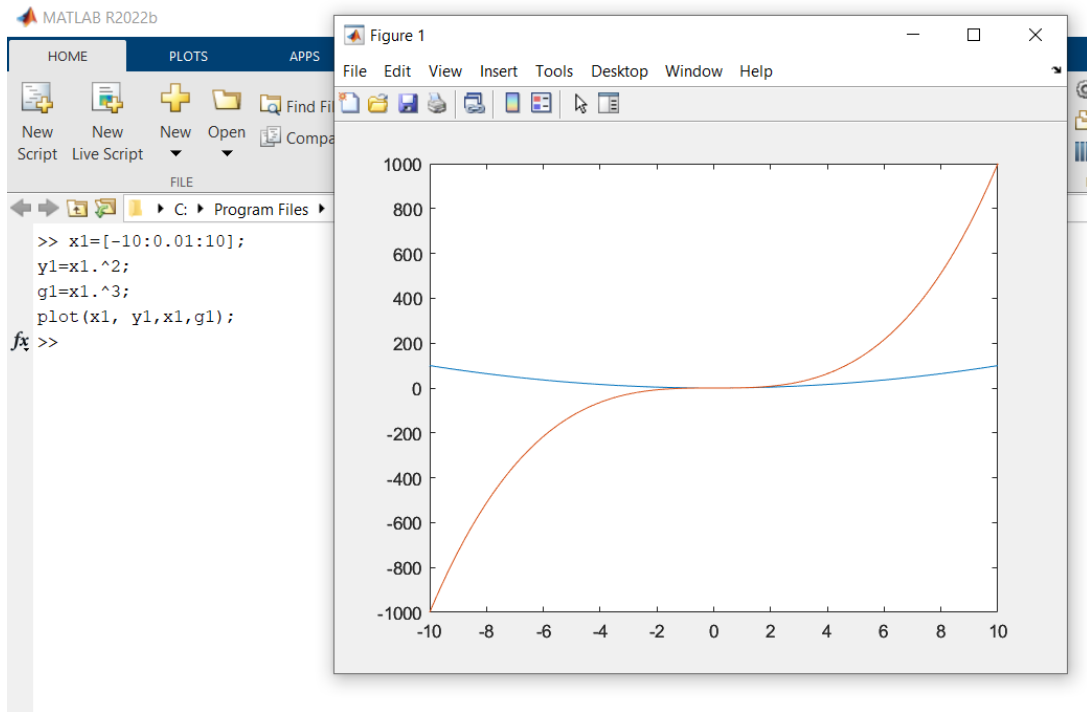 MATLAB R2022b
HOME PLOTS APPS
New Script
New Live Script
New
Open
Find Fil
Compa
FILE
C: Program Files
>> x1=[-10:0.01:10];
y1=x1.^2;
g1=x1.^3;
plot(x1, y1,x1,g1);
fx >>
Figure 1
File Edit View Insert Tools Desktop Window Help
1000
800
600
400
200
0
-200
-400
-600
-800
-1000
-10 -8 -6 -4 -2 0 2 4 6 8 10